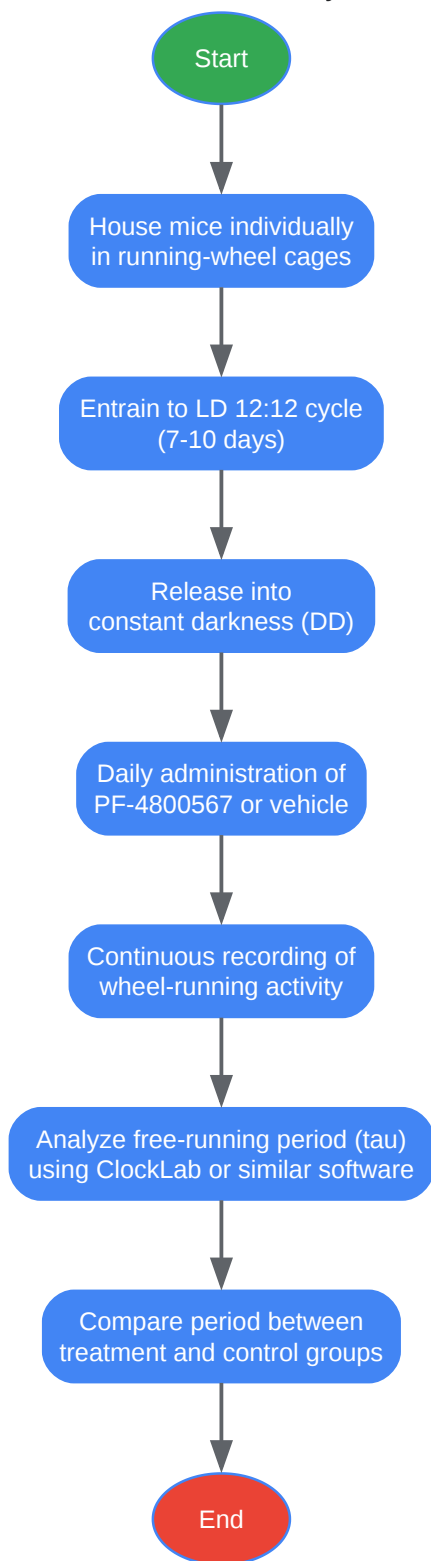 Start
House mice individually
in running-wheel cages
Entrain to LD 12:12 cycle
(7-10 days)
Release into
constant darkness (DD)
Daily administration of
PF-4800567 or vehicle
Continuous recording of
wheel-running activity
Analyze free-running period (tau)
using ClockLab or similar software
Compare period between
treatment and control groups
End